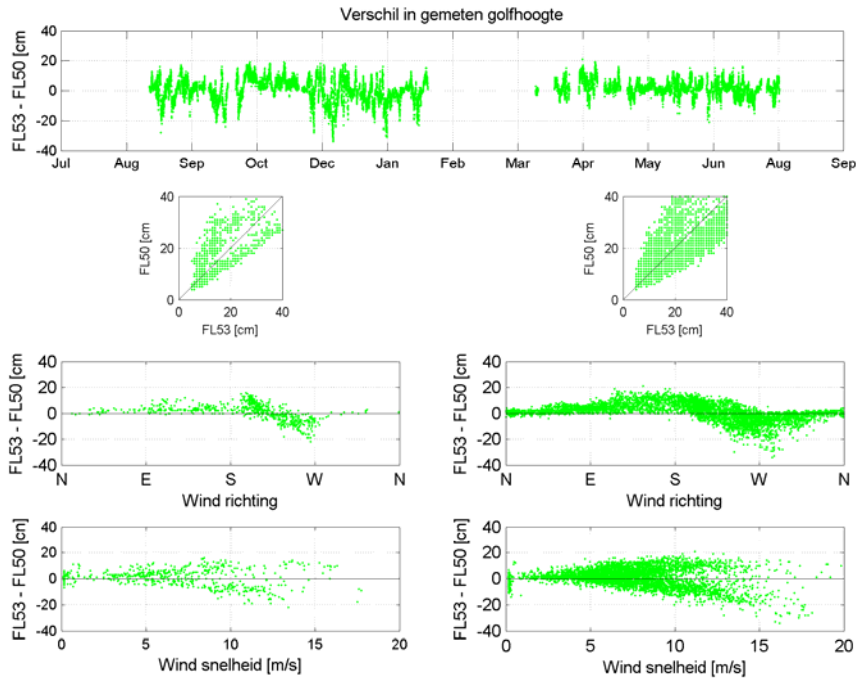 Verschil in gemeten golfhoogte
FL53 - FL50 [cm
40
20
0
-20
-40
Jul Aug Sep Oct Nov Dec Jan Feb Mar Apr May Jun Jul Aug Sep
FL50 [cm]
40
20
0
0 20 40
FL53 [cm]
FL50 [cm]
40
20
0
0 20 40
FL53 [cm]
FL53 - FL50 [cm
40
20
0
-20
-40
N E S W N
Wind richting
FL53 - FL50 [cm
40
20
0
-20
-40
N E S W N
Wind richting
FL53 - FL50 [cn]
40
20
0
-20
-40
0 5 10 15 20
Wind snelheid [m/s]
FL53 - FL50 [cm]
40
20
0
-20
-40
0 5 10 15 20
Wind snelheid [m/s]